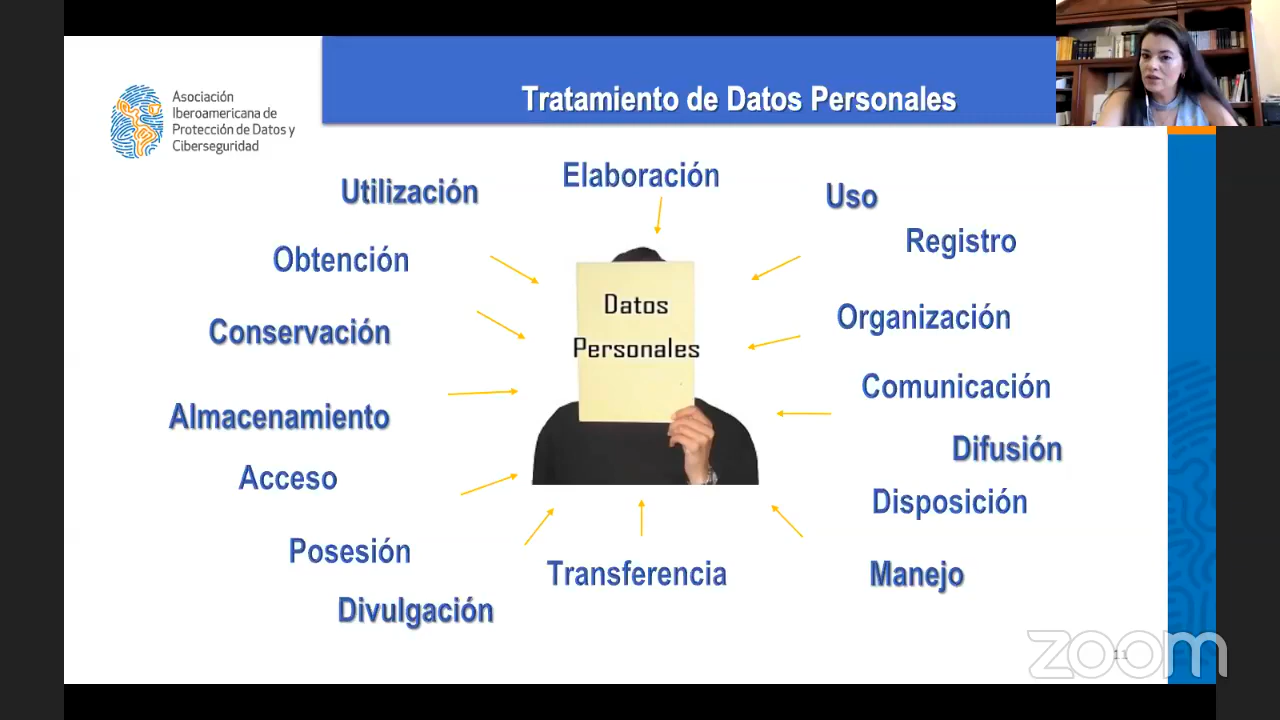 Asociación
Iberoamericana de
Protección de Datos y
Ciberseguridad
Tratamiento de Datos Personales
Elaboración
Utilización
Uso
Registro
Obtención
Datos
Personales
Organización
Conservación
Comunicación
Almacenamiento
Difusión
Acceso
Disposición
Posesión
Transferencia
Manejo
Divulgación
11
zoom